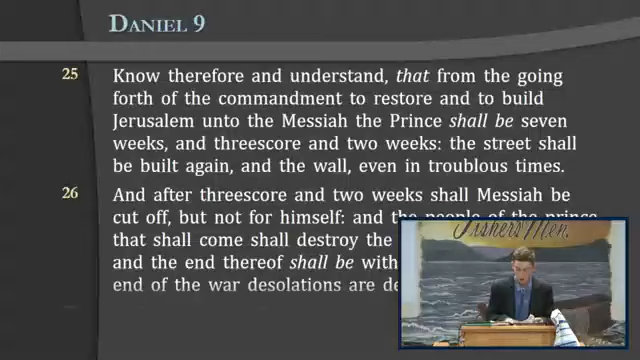 DANIEL 9
25 Know therefore and understand, that from the going
forth of the commandment to restore and to build
Jerusalem unto the Messiah the Prince shall be seven
weeks, and threescore and two weeks: the street shall
be built again, and the wall, even in troublous times.
26 And after threescore and two weeks shall Messiah be
cut off, but not for himself: and the people of the prince
that shall come shall destroy the
and the end thereof shall be with
end of the war desolations are de
Fishers Men.